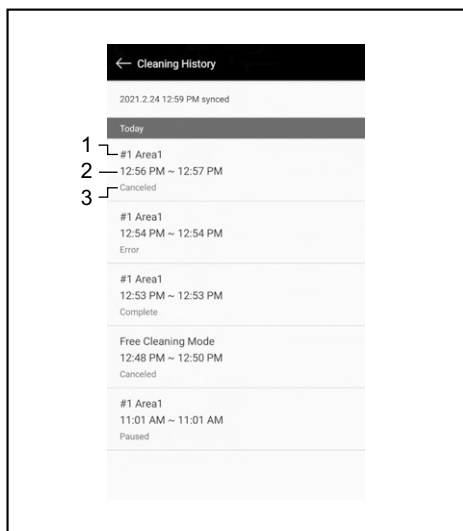 ← Cleaning History
2021.2.24 12:59 PM synced
Today
1
#1 Area1
2
12:56 PM ~ 12:57 PM
3
Canceled
#1 Area1
12:54 PM ~ 12:54 PM
Error
#1 Area1
12:53 PM ~ 12:53 PM
Complete
Free Cleaning Mode
12:48 PM ~ 12:50 PM
Canceled
#1 Area1
11:01 AM ~ 11:01 AM
Paused